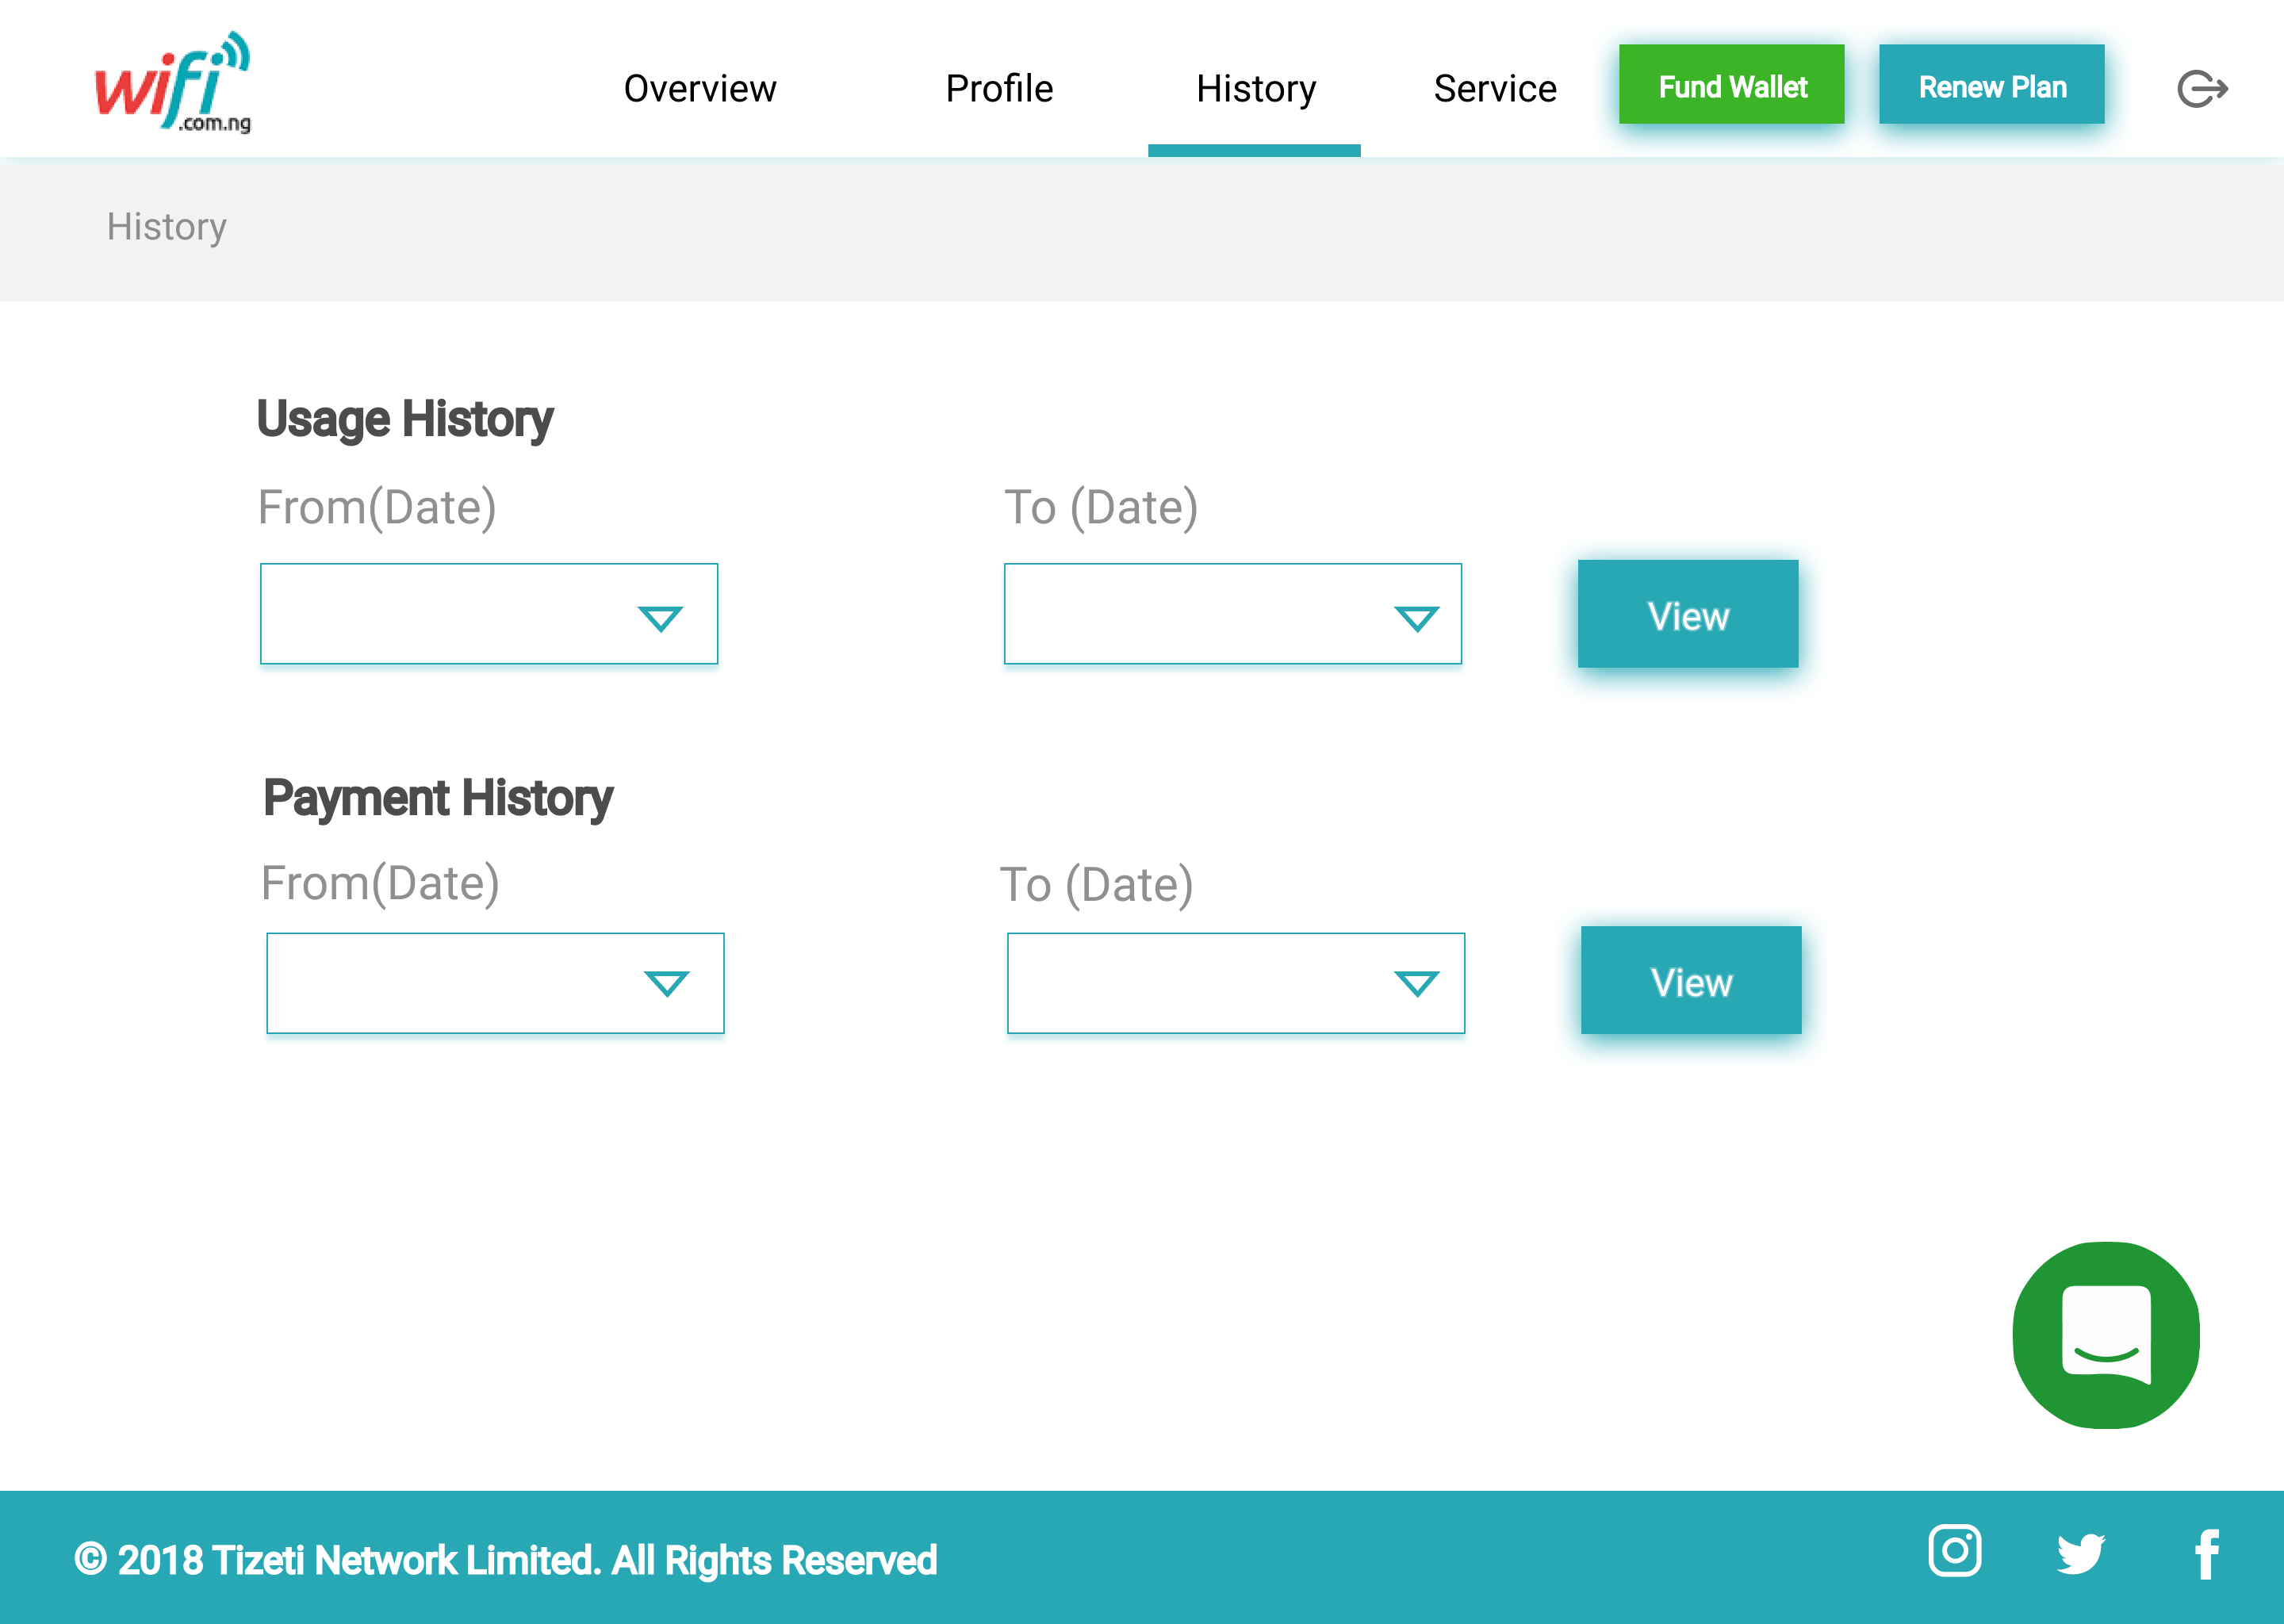 wifi
.com.ng
Overview Profile History Service Fund Wallet Renew Plan
History
Usage History
From(Date) To (Date)
View
Payment History
From(Date) To (Date)
View
© 2018 Tizeti Network Limited. All Rights Reserved